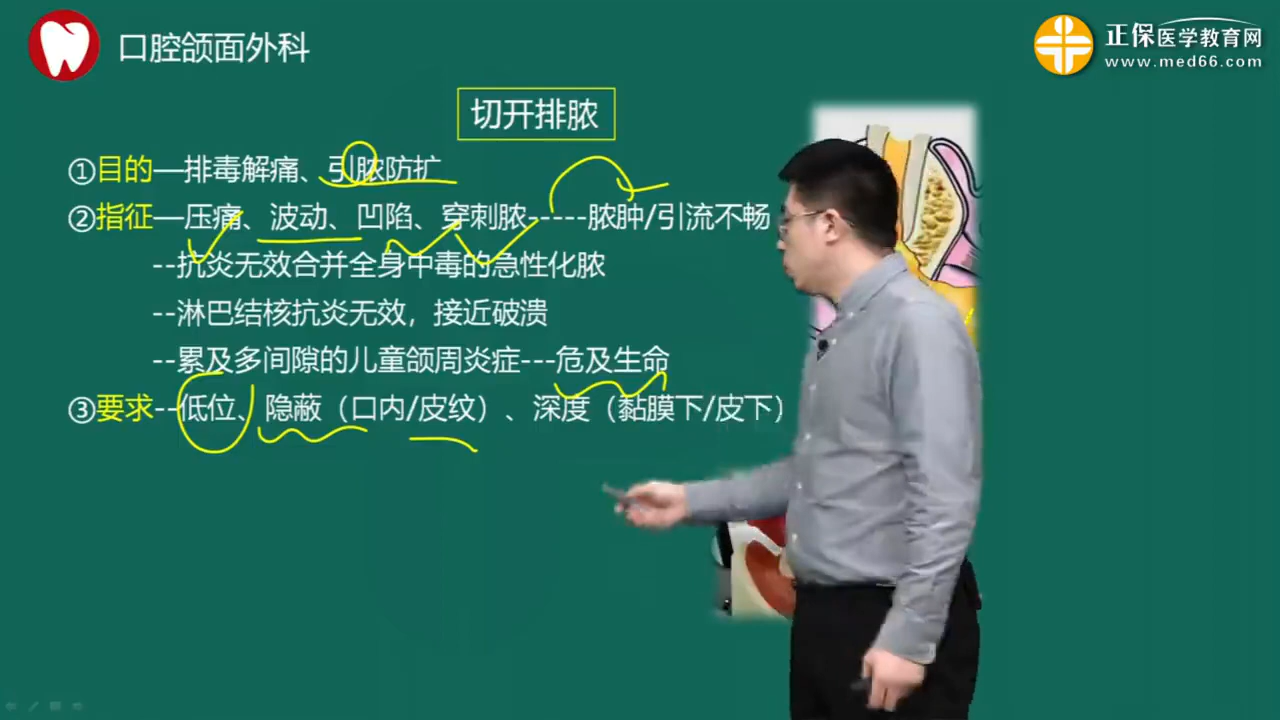 口腔颌面外科
正保医学教育网
www.med66.com
切开排脓
①目的—排毒解痛、引脓防扩
②指征—压痛、波动、凹陷、穿刺脓-----脓肿/引流不畅
--抗炎无效合并全身中毒的急性化脓
--淋巴结核抗炎无效，接近破溃
--累及多间隙的儿童颌周炎症---危及生命
③要求--低位、隐蔽（口内/皮纹）、深度（黏膜下/皮下）